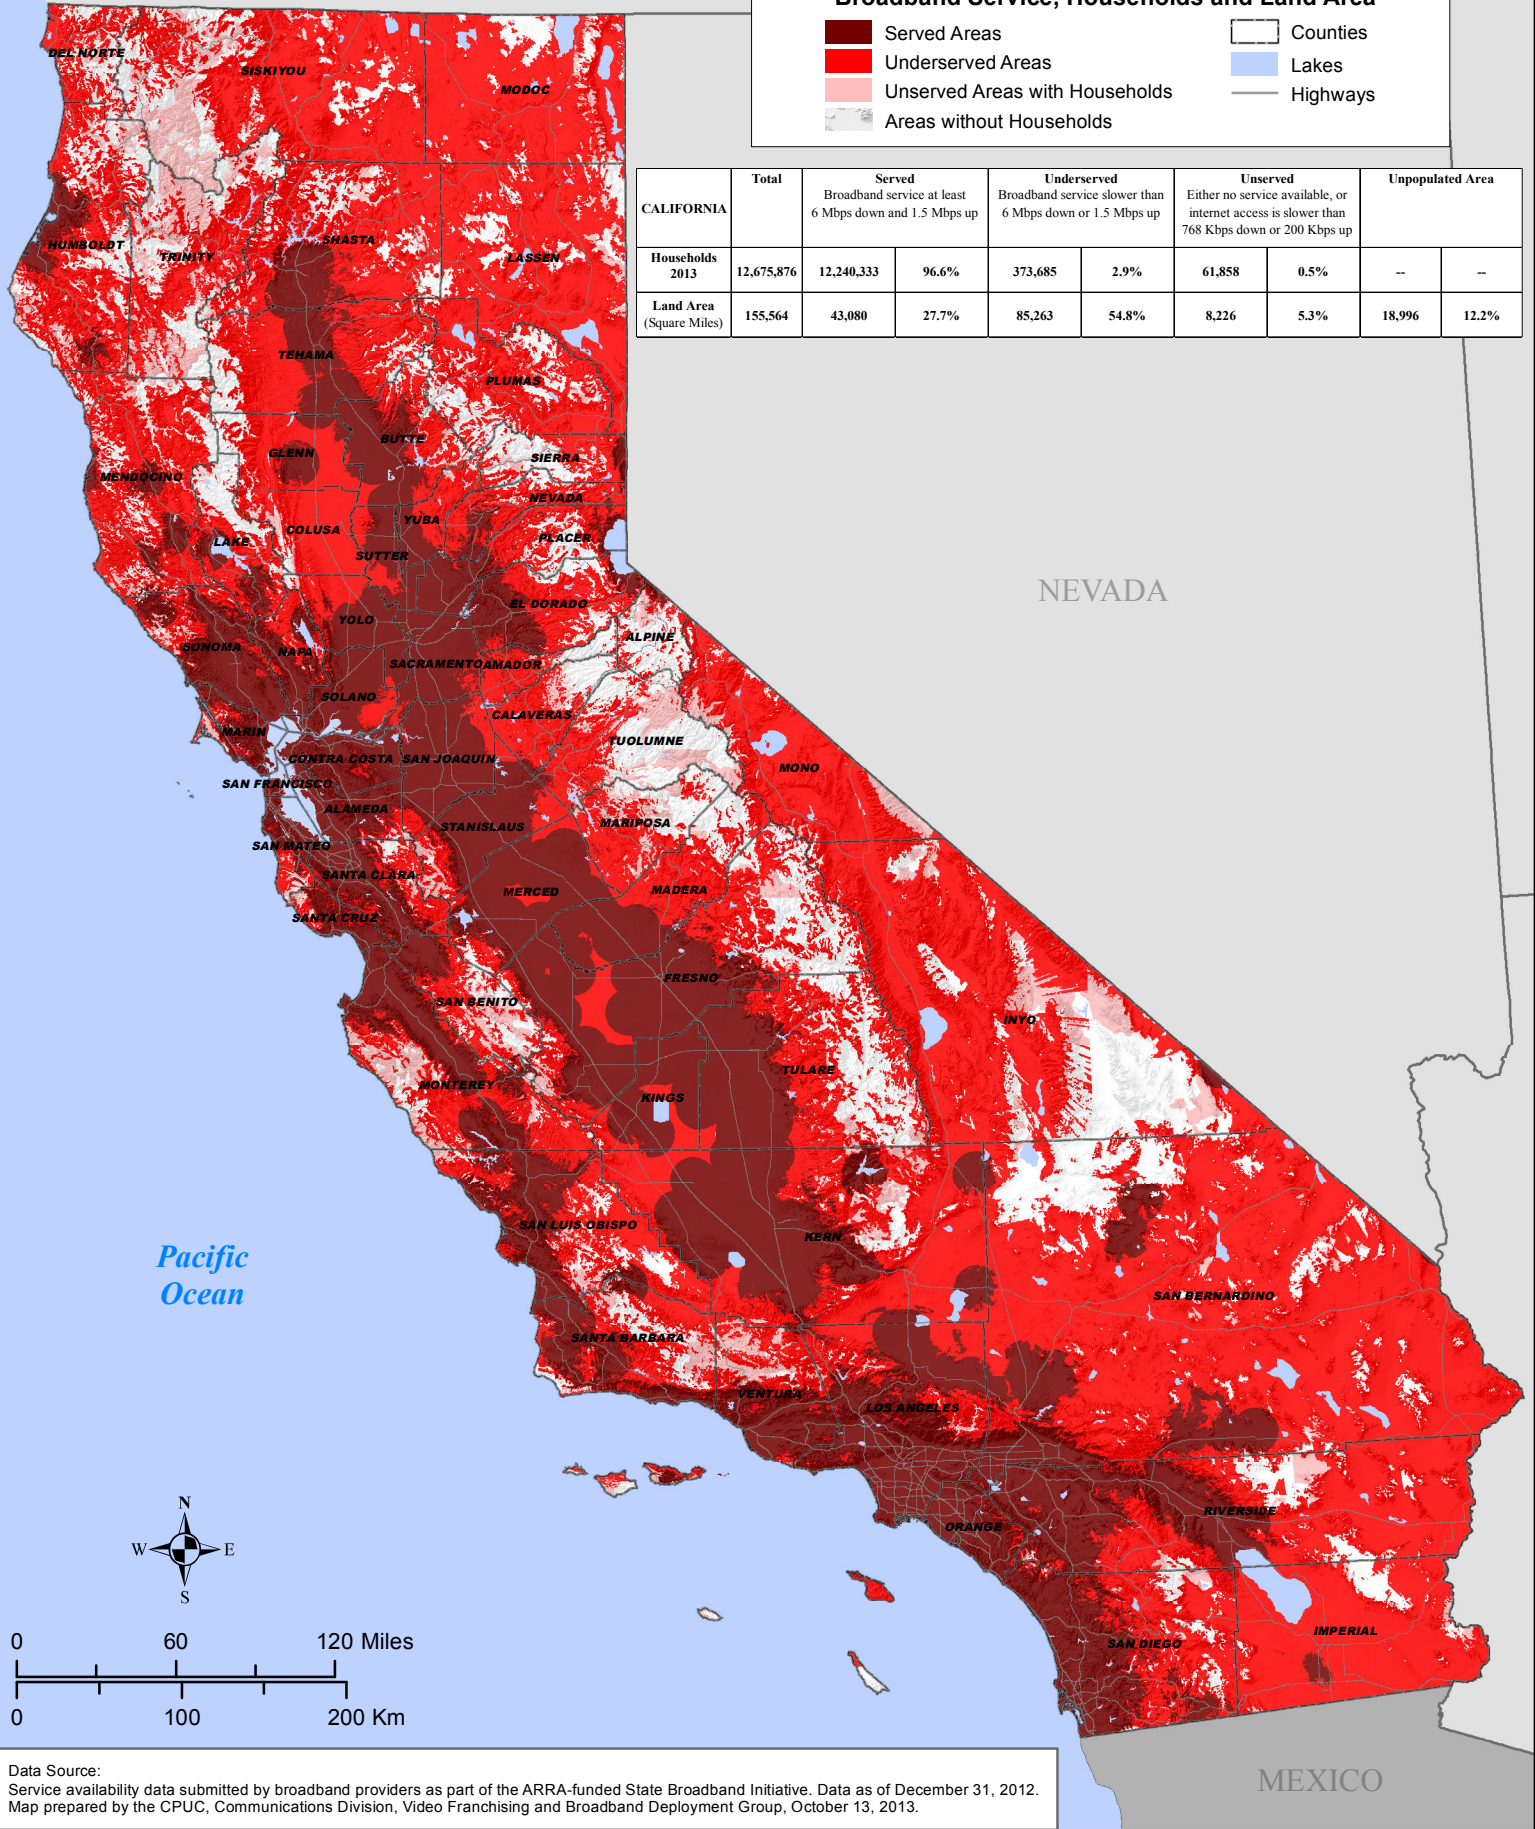 Broadband Service, Households and Land Area
Served Areas
Underserved Areas
Unserved Areas with Households
Areas without Households
Counties
Lakes
Highways
CALIFORNIA
Total
Served
Broadband service at least
6 Mbps down and 1.5 Mbps up
Underserved
Broadband service slower than
6 Mbps down or 1.5 Mbps up
Unserved
Either no service available, or
internet access is slower than
768 Kbps down or 200 Kbps up
Unpopulated Area
Households
2013
12,675,876 12,240,333 96.6% 373,685 2.9% 61,858 0.5% -- --
Land Area
(Square Miles)
155,564 43,080 27.7% 85,263 54.8% 8,226 5.3% 18,996 12.2%
DEL NORTE
SISKIYOU
MODOC
HUMBOLDT
TRINITY
SHASTA
LASSEN
TEHAMA
PLUMAS
BUTTE
GLENN
SIERRA
MENDOCINO
NEVADA
YUBA
COLUSA
PLACER
LAKE
SUTTER
NEVADA
EL DORADO
YOLO
ALPINE
SONOMA
NAPA
SACRAMENTO
AMADOR
SOLANO
CALAVERAS
MARIN
TUOLUMNE
CONTRA COSTA
SAN JOAQUIN
MONO
SAN FRANCISCO
ALAMEDA
STANISLAUS
MARIPOSA
SAN MATEO
SANTA CLARA
MERCED
MADERA
SANTA CRUZ
FRESNO
SAN BENITO
INYO
TULARE
MONTEREY
KINGS
SAN LUIS OBISPO
KERN
Pacific
Ocean
SAN BERNARDINO
SANTA BARBARA
VENTURA
LOS ANGELES
RIVERSIDE
ORANGE
N
W E
S
IMPERIAL
SAN DIEGO
0 60 120 Miles
0 100 200 Km
MEXICO
Data Source:
Service availability data submitted by broadband providers as part of the ARRA-funded State Broadband Initiative. Data as of December 31, 2012.
Map prepared by the CPUC, Communications Division, Video Franchising and Broadband Deployment Group, October 13, 2013.